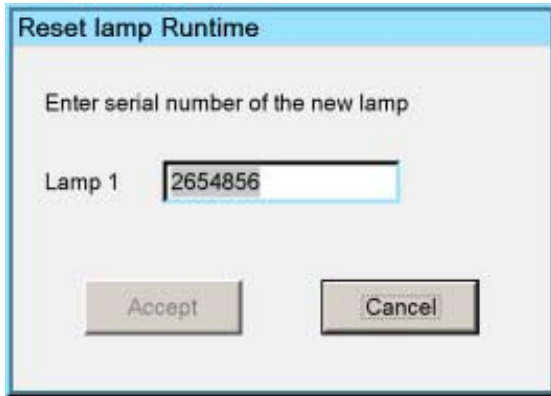 Reset lamp Runtime
Enter serial number of the new lamp
Lamp 1 2654856
Accept Cancel